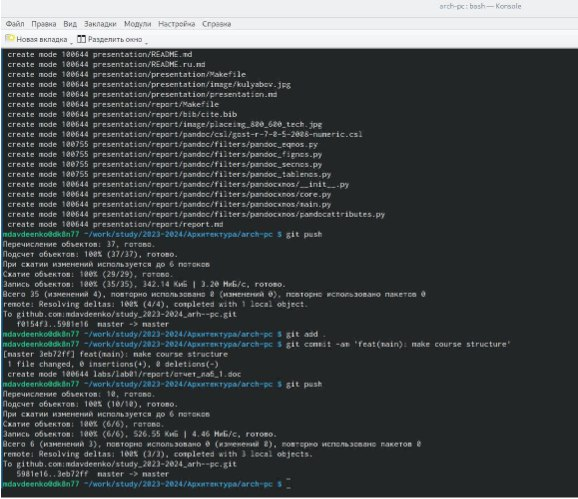 arch-pc : bash — Konsole
Файл Правка Вид Закладки Модули Настройка Справка
Новая вкладка Разделить окно
create mode 100644 presentation/README.md
create mode 100644 presentation/README.ru.md
create mode 100644 presentation/presentation/Makefile
create mode 100644 presentation/presentation/image/kulyabov.jpg
create mode 100644 presentation/presentation/presentation.md
create mode 100644 presentation/report/Makefile
create mode 100644 presentation/report/bib/cite.bib
create mode 100644 presentation/report/image/placeimg_800_600_tech.jpg
create mode 100644 presentation/report/pandoc/csl/gost-r-7-0-5-2008-numeric.csl
create mode 100755 presentation/report/pandoc/filters/pandoc_eqnos.py
create mode 100755 presentation/report/pandoc/filters/pandoc_fignos.py
create mode 100755 presentation/report/pandoc/filters/pandoc_secnos.py
create mode 100755 presentation/report/pandoc/filters/pandoc_tablenos.py
create mode 100644 presentation/report/pandoc/filters/pandocxnos/__init__.py
create mode 100644 presentation/report/pandoc/filters/pandocxnos/core.py
create mode 100644 presentation/report/pandoc/filters/pandocxnos/main.py
create mode 100644 presentation/report/pandoc/filters/pandocxnos/pandocattributes.py
create mode 100644 presentation/report/report.md
mdavdeenko@dk8n77 ~/work/study/2023-2024/Архитектура/arch-pc $ git push
Перечисление объектов: 37, готово.
Подсчет объектов: 100% (37/37), готово.
При сжатии изменений используется до 6 потоков
Сжатие объектов: 100% (29/29), готово.
Запись объектов: 100% (35/35), 342.14 КиБ | 3.20 МиБ/с, готово.
Всего 35 (изменений 4), повторно использовано 0 (изменений 0), повторно использовано пакетов 0
remote: Resolving deltas: 100% (4/4), completed with 1 local object.
To github.com:mdavdeenko/study_2023-2024_arh--pc.git
f0154f3..5981e16 master -> master
mdavdeenko@dk8n77 ~/work/study/2023-2024/Архитектура/arch-pc $ git add .
mdavdeenko@dk8n77 ~/work/study/2023-2024/Архитектура/arch-pc $ git commit -am 'feat(main): make course structure'
[master 3eb72ff] feat(main): make course structure
1 file changed, 0 insertions(+), 0 deletions(-)
create mode 100644 labs/lab01/report/отчет_лаб_1.doc
mdavdeenko@dk8n77 ~/work/study/2023-2024/Архитектура/arch-pc $ git push
Перечисление объектов: 10, готово.
Подсчет объектов: 100% (10/10), готово.
При сжатии изменений используется до 6 потоков
Сжатие объектов: 100% (6/6), готово.
Запись объектов: 100% (6/6), 526.55 КиБ | 4.46 МиБ/с, готово.
Всего 6 (изменений 3), повторно использовано 0 (изменений 0), повторно использовано пакетов 0
remote: Resolving deltas: 100% (3/3), completed with 3 local objects.
To github.com:mdavdeenko/study_2023-2024_arh--pc.git
5981e16..3eb72ff master -> master
mdavdeenko@dk8n77 ~/work/study/2023-2024/Архитектура/arch-pc $ _